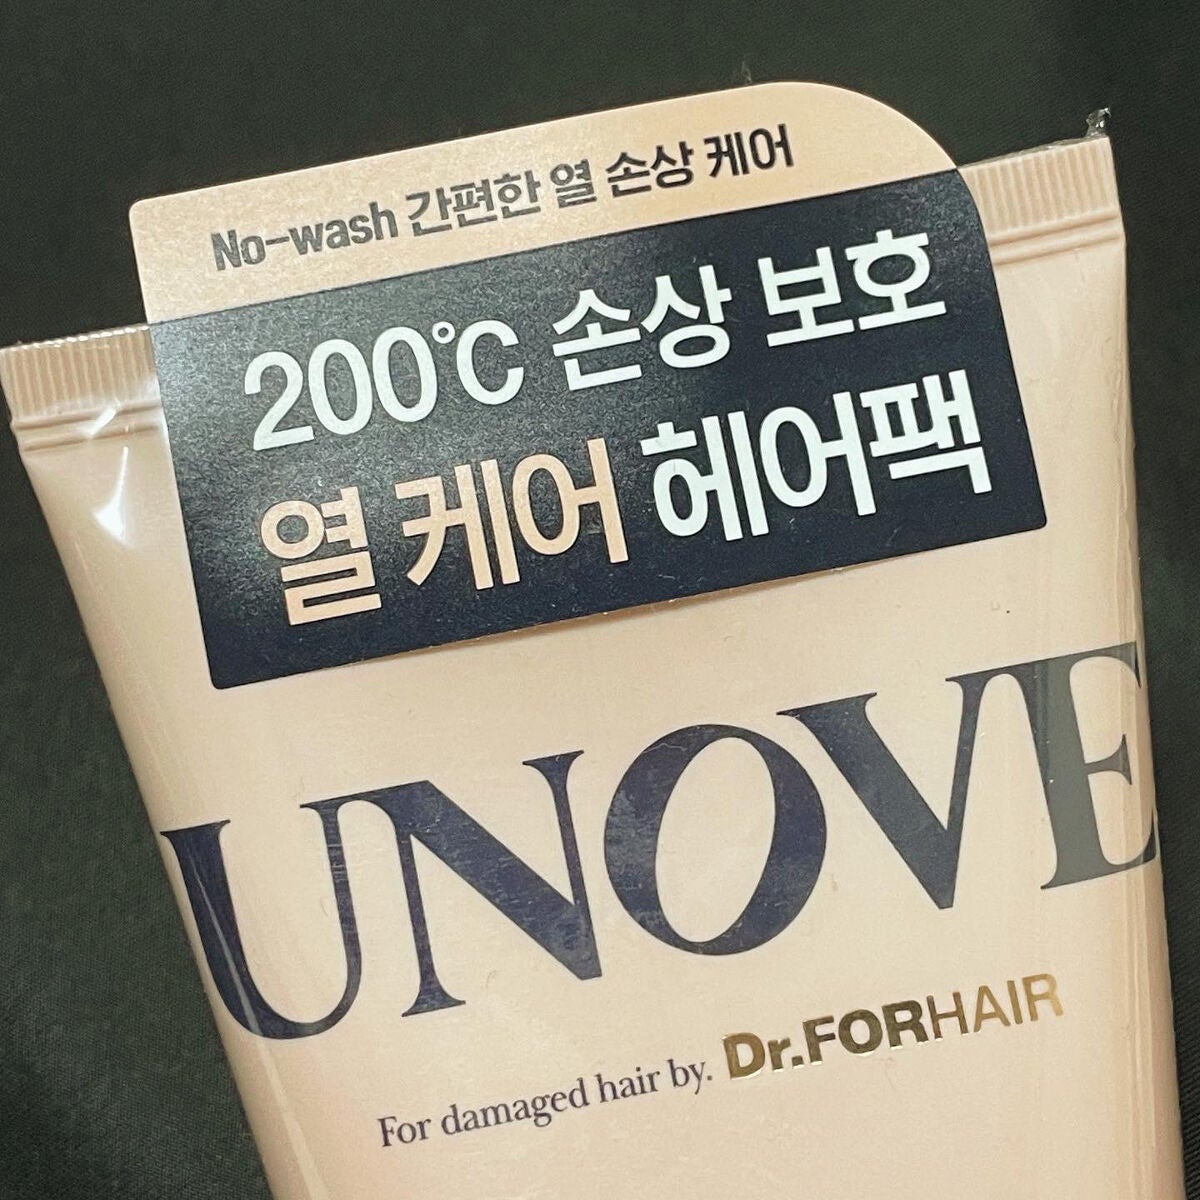 No-wash 간편한 열 손상 케어
200℃ 손상 보호
열 케어 헤어팩
UNOVE
For damaged hair by. Dr.FORHAIR